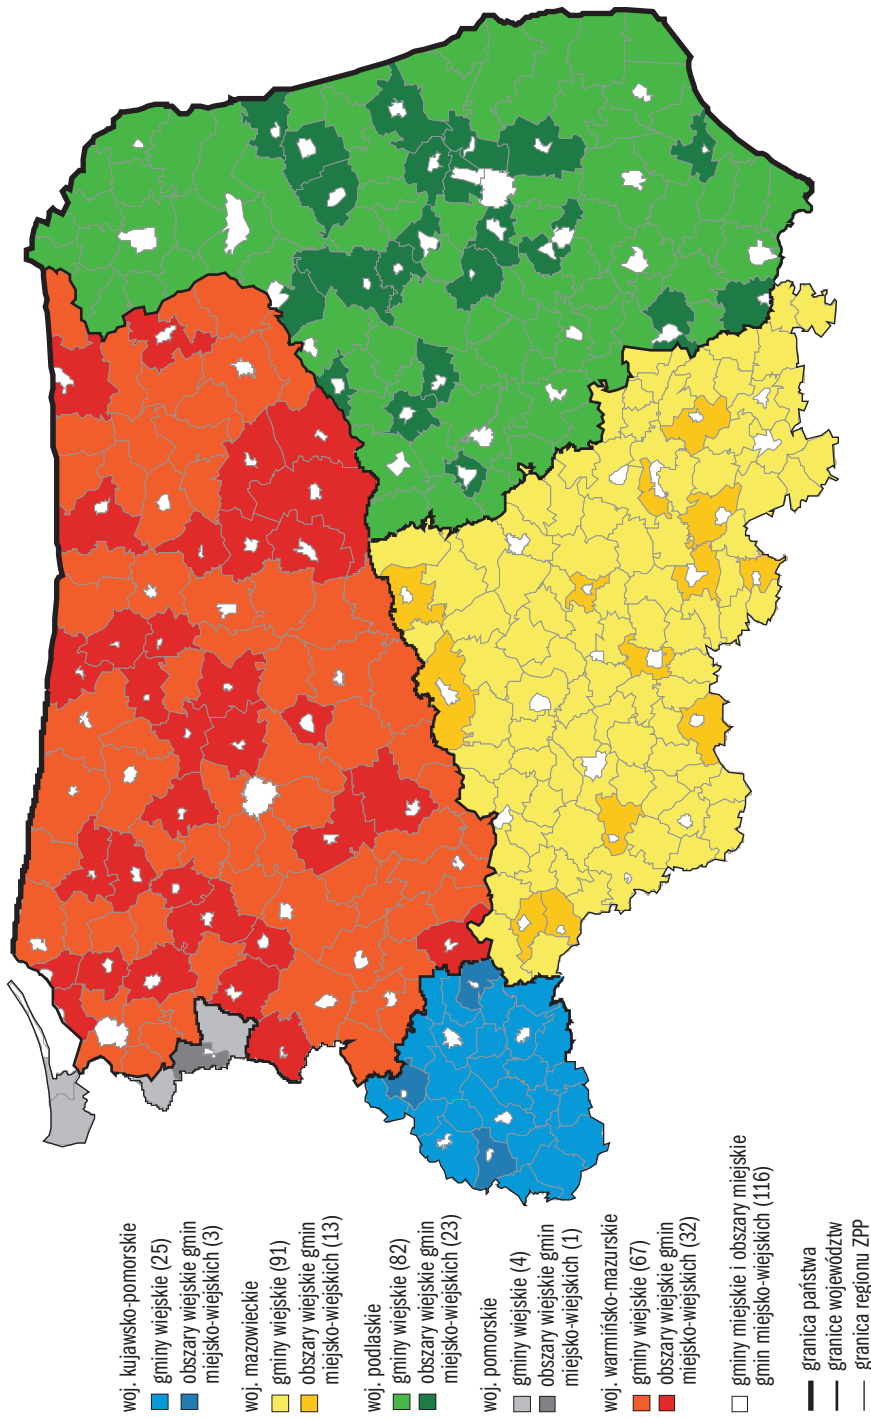 woj. kujawsko-pomorskie
gminy wiejskie (25)
obszary wiejskie gmin
miejsko-wiejskich (3)
woj. mazowieckie
gminy wiejskie (91)
obszary wiejskie gmin
miejsko-wiejskich (13)
woj. podlaskie
gminy wiejskie (82)
obszary wiejskie gmin
miejsko-wiejskich (23)
woj. pomorskie
gminy wiejskie (4)
obszary wiejskie gmin
miejsko-wiejskich (1)
woj. warmińsko-mazurskie
gminy wiejskie (67)
obszary wiejskie gmin
miejsko-wiejskich (32)
gminy miejskie i obszary miejskie
gmin miejsko-wiejskich (116)
granica państwa
granice województw
granica regionu ZPP